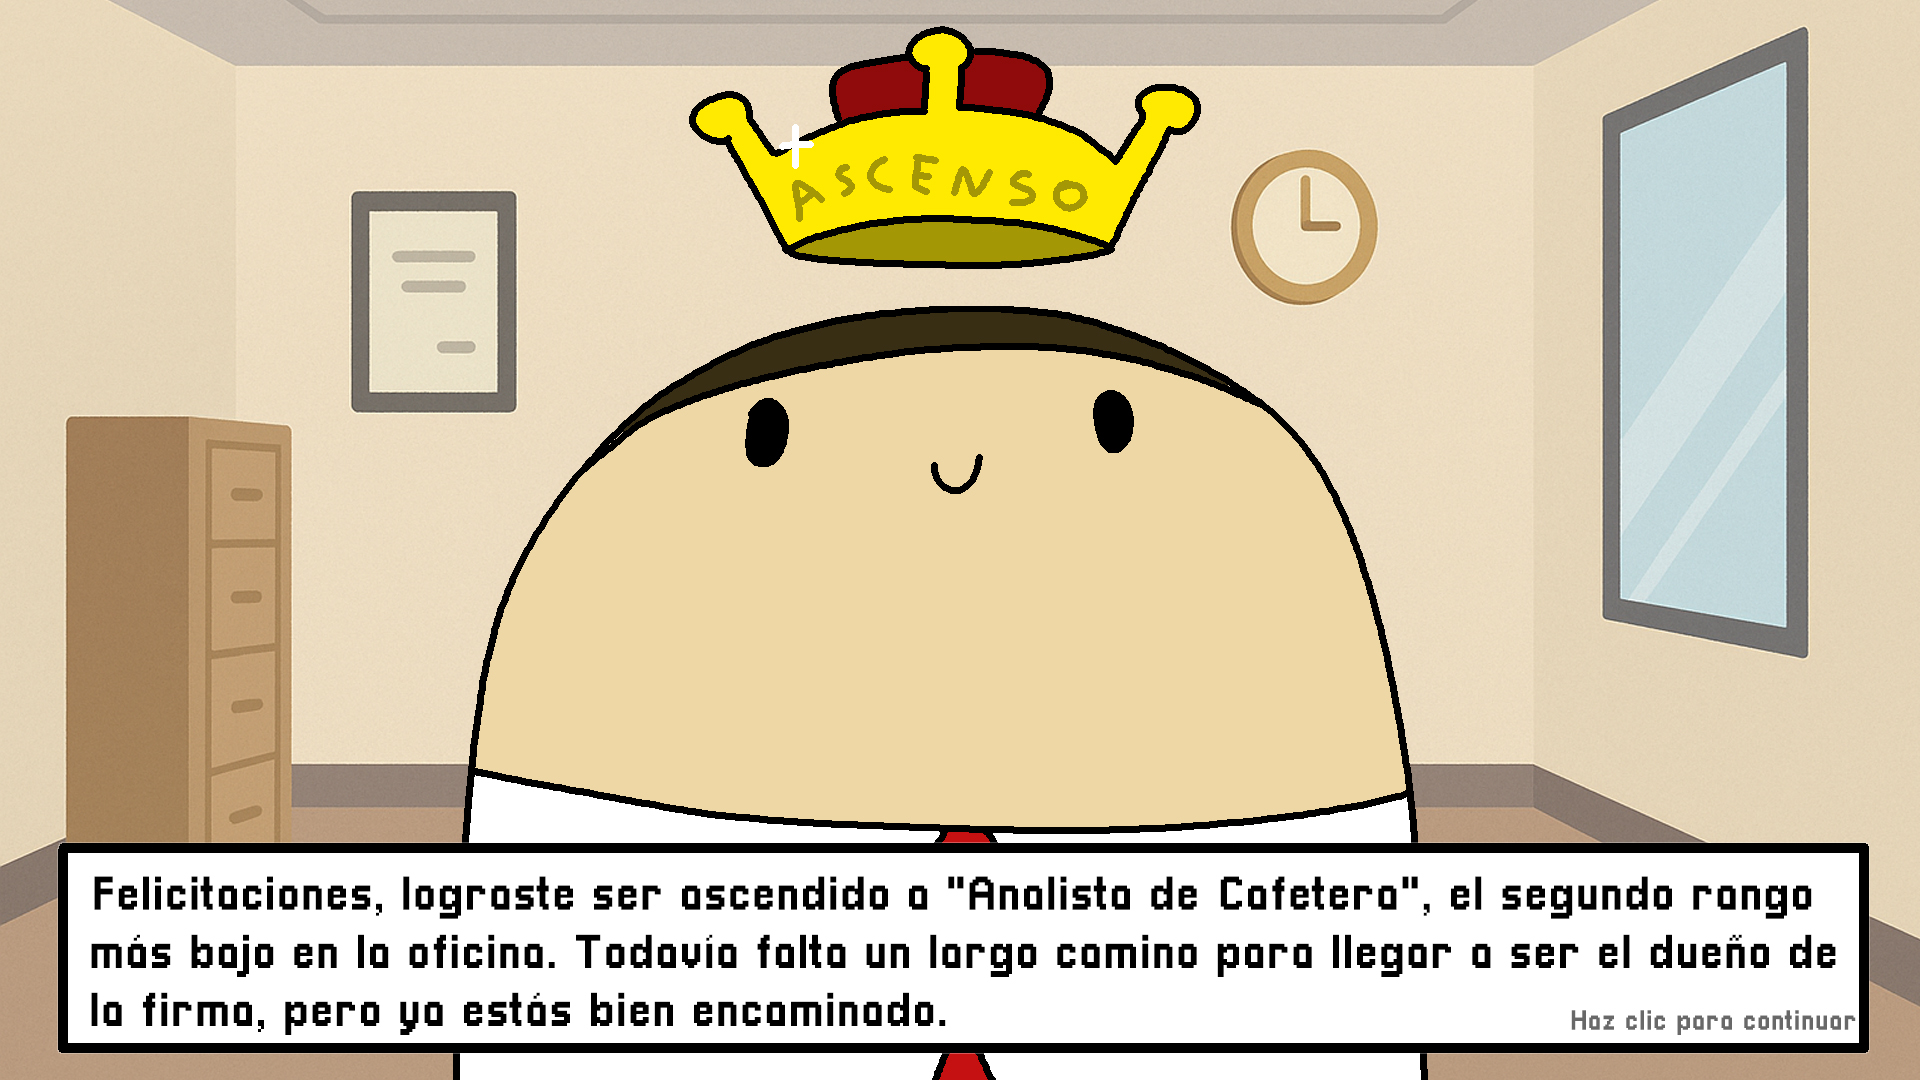 ASCENSO
Felicitaciones, lograste ser ascendido a "Analista de Cafetera", el segundo rango
más bajo en la oficina. Todavía falta un largo camino para llegar a ser el dueño de
la firma, pero ya estás bien encaminado.
Haz clic para continuar